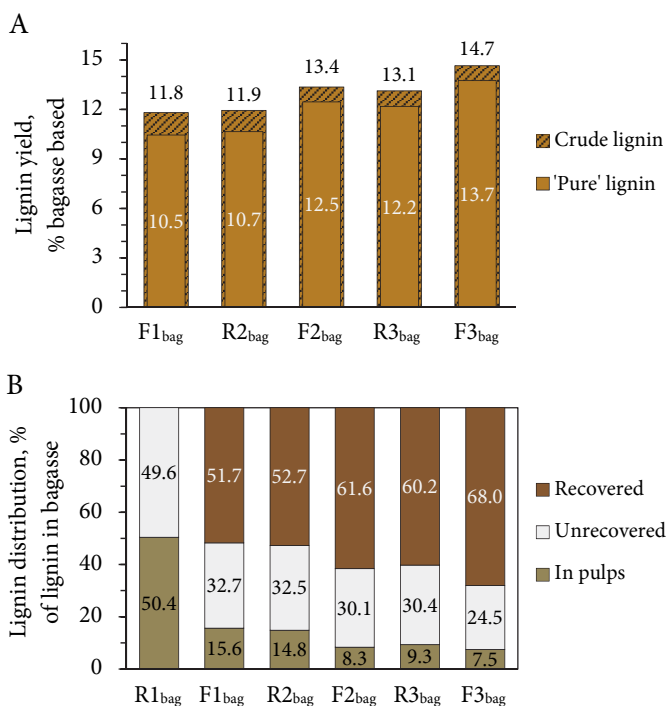 A
Lignin yield,
% bagasse based
15
12
9
6
3
0
11.8
11.9
13.4
13.1
14.7
10.5
10.7
12.5
12.2
13.7
F1bag
R2bag
F2bag
R3bag
F3bag
Crude lignin
'Pure' lignin
B
Lignin distribution, %
of lignin in bagasse
100
80
60
40
20
0
49.6
51.7
52.7
61.6
60.2
68.0
32.7
32.5
30.1
30.4
24.5
50.4
15.6
14.8
8.3
9.3
7.5
R1bag
F1bag
R2bag
F2bag
R3bag
F3bag
Recovered
Unrecovered
In pulps